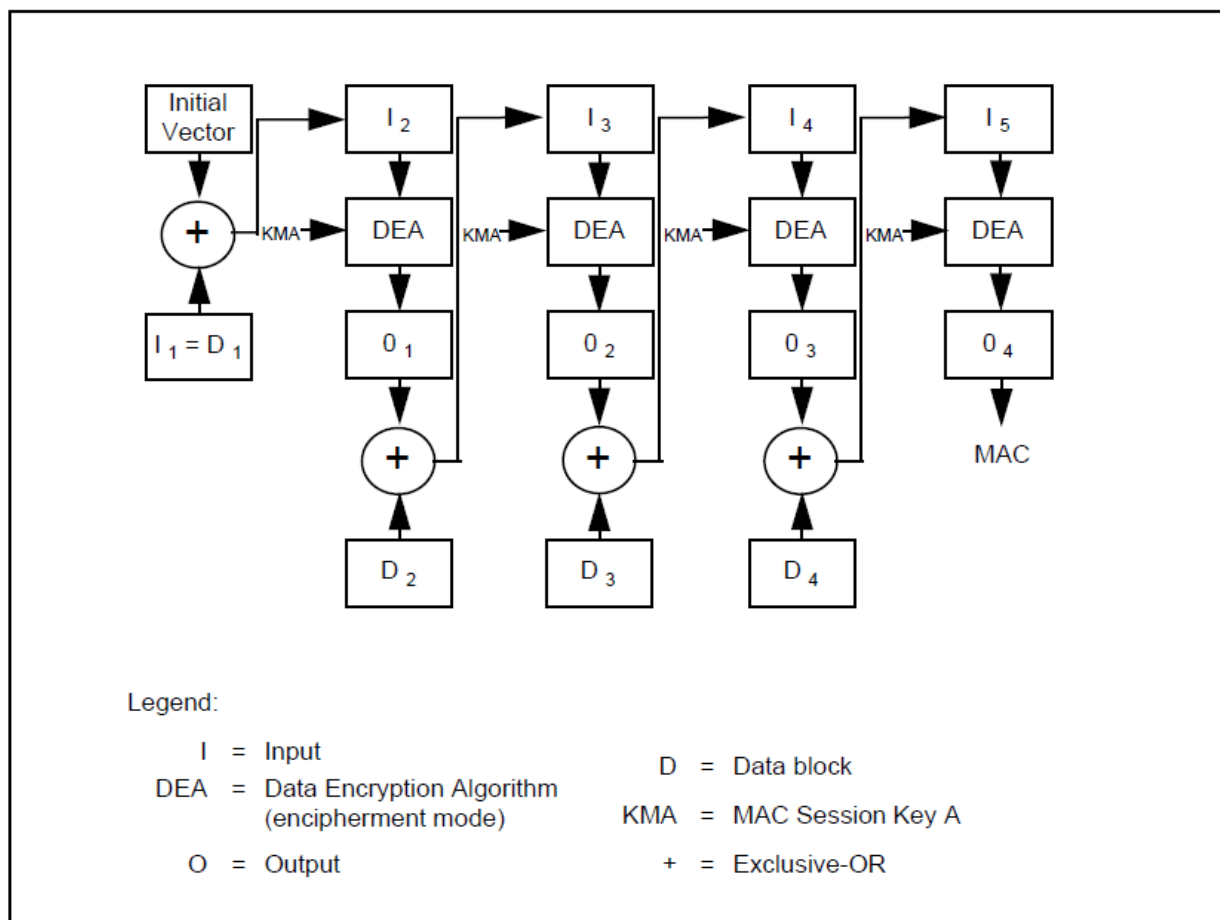 Initial
Vector
I 2
I 3
I 4
I 5
+
KMA
DEA
KMA
DEA
KMA
DEA
KMA
DEA
I 1 = D 1
0 1
0 2
0 3
0 4
+
+
+
MAC
D 2
D 3
D 4
Legend:
I = Input
DEA = Data Encryption Algorithm
(encipherment mode)
O = Output
D = Data block
KMA = MAC Session Key A
+ = Exclusive-OR